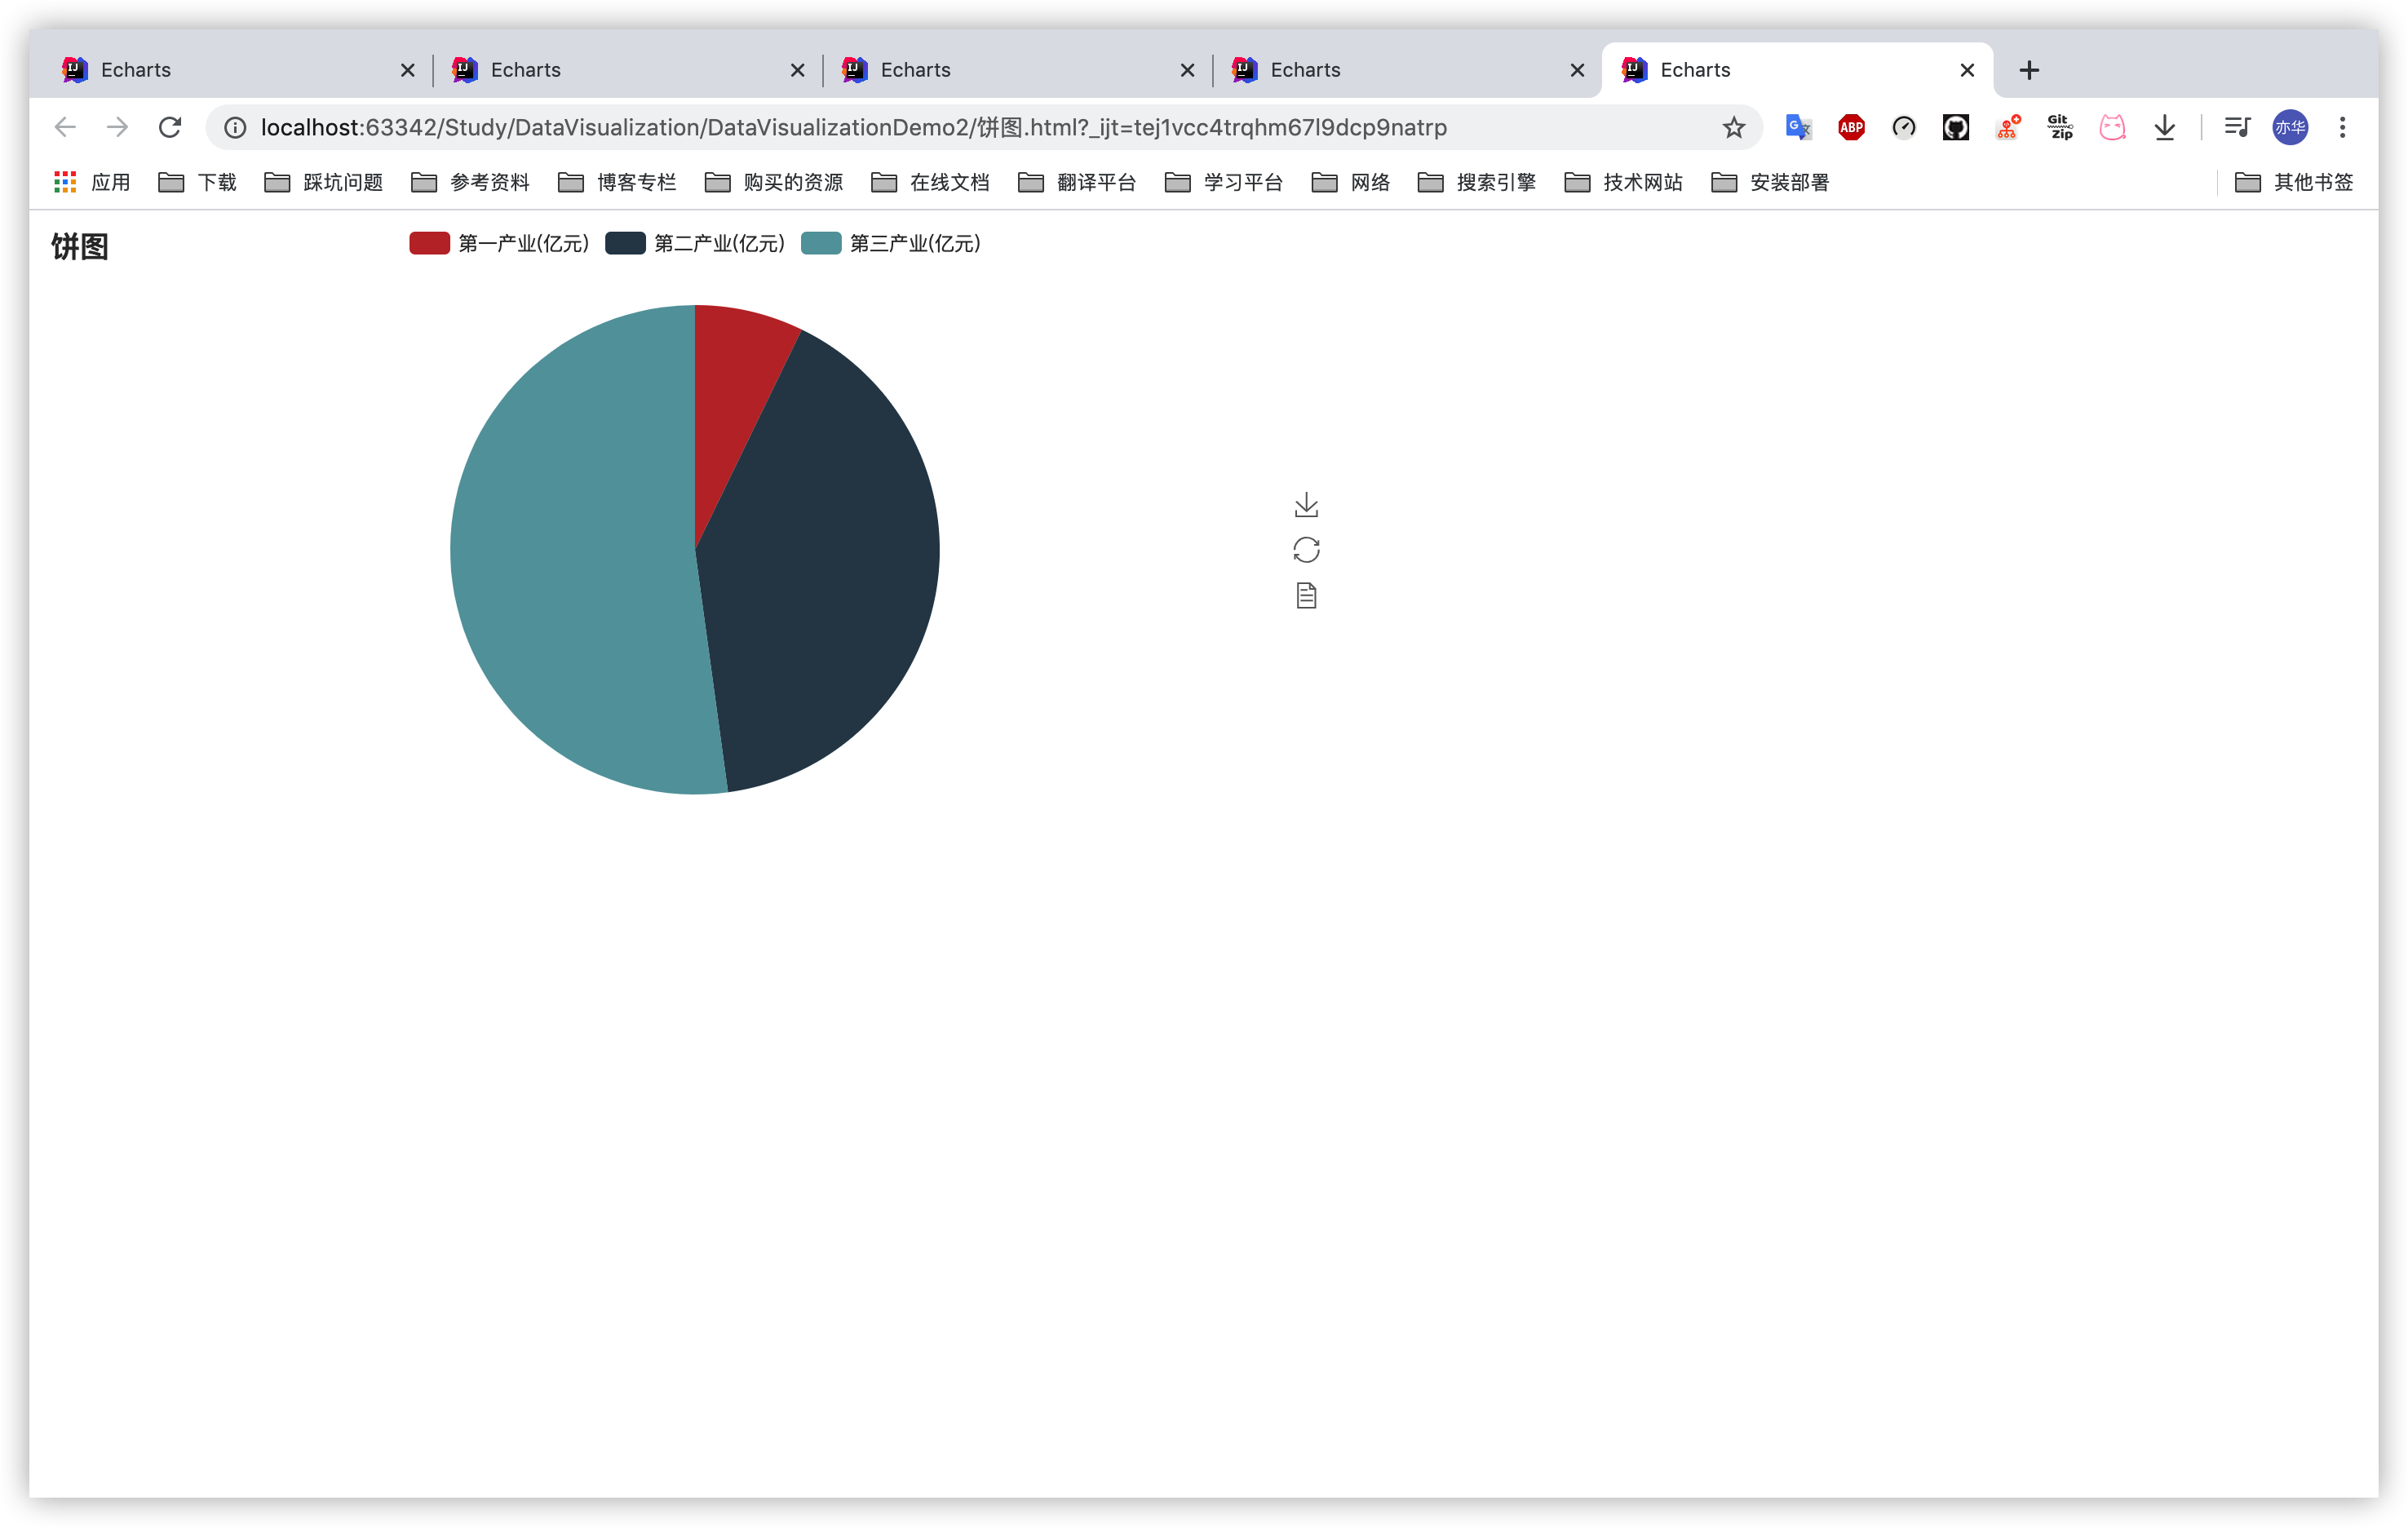 Echarts Echarts Echarts Echarts Echarts
localhost:63342/Study/DataVisualization/DataVisualizationDemo2/饼图.html?_ijt=tej1vcc4trqhm67l9dcp9natrp ABP Git Zip 亦华
应用 下载 踩坑问题 参考资料 博客专栏 购买的资源 在线文档 翻译平台 学习平台 网络 搜索引擎 技术网站 安装部署 其他书签
饼图 第一产业(亿元) 第二产业(亿元) 第三产业(亿元)